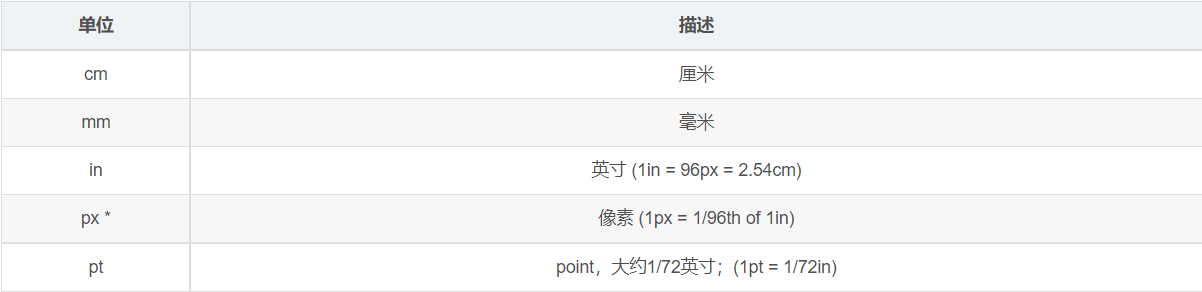 单位 描述
cm 厘米
mm 毫米
in 英寸 (1in = 96px = 2.54cm)
px * 像素 (1px = 1/96th of 1in)
pt point，大约1/72英寸；(1pt = 1/72in)